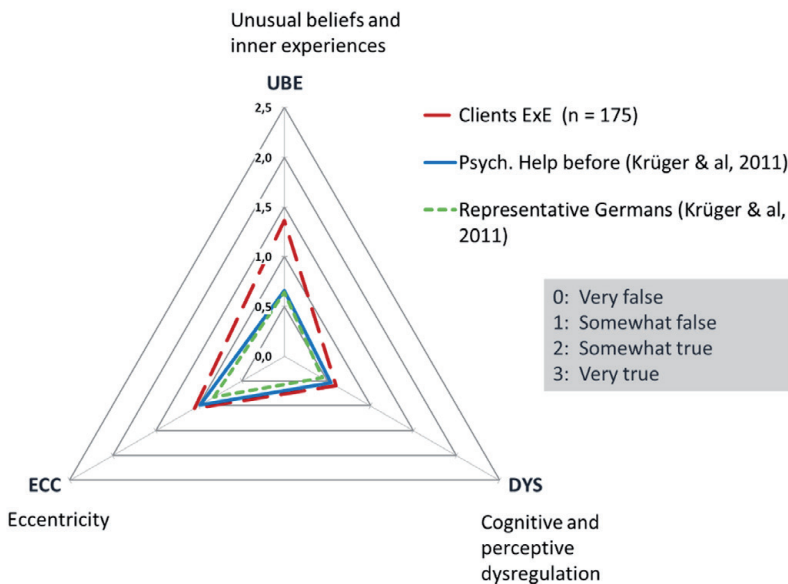 Unusual beliefs and
inner experiences
UBE
2,5
2,0
1,5
1,0
0,5
0,0
Clients ExE (n = 175)
Psych. Help before (Krüger & al, 2011)
Representative Germans (Krüger & al,
2011)
0: Very false
1: Somewhat false
2: Somewhat true
3: Very true
ECC
Eccentricity
DYS
Cognitive and
perceptive
dysregulation